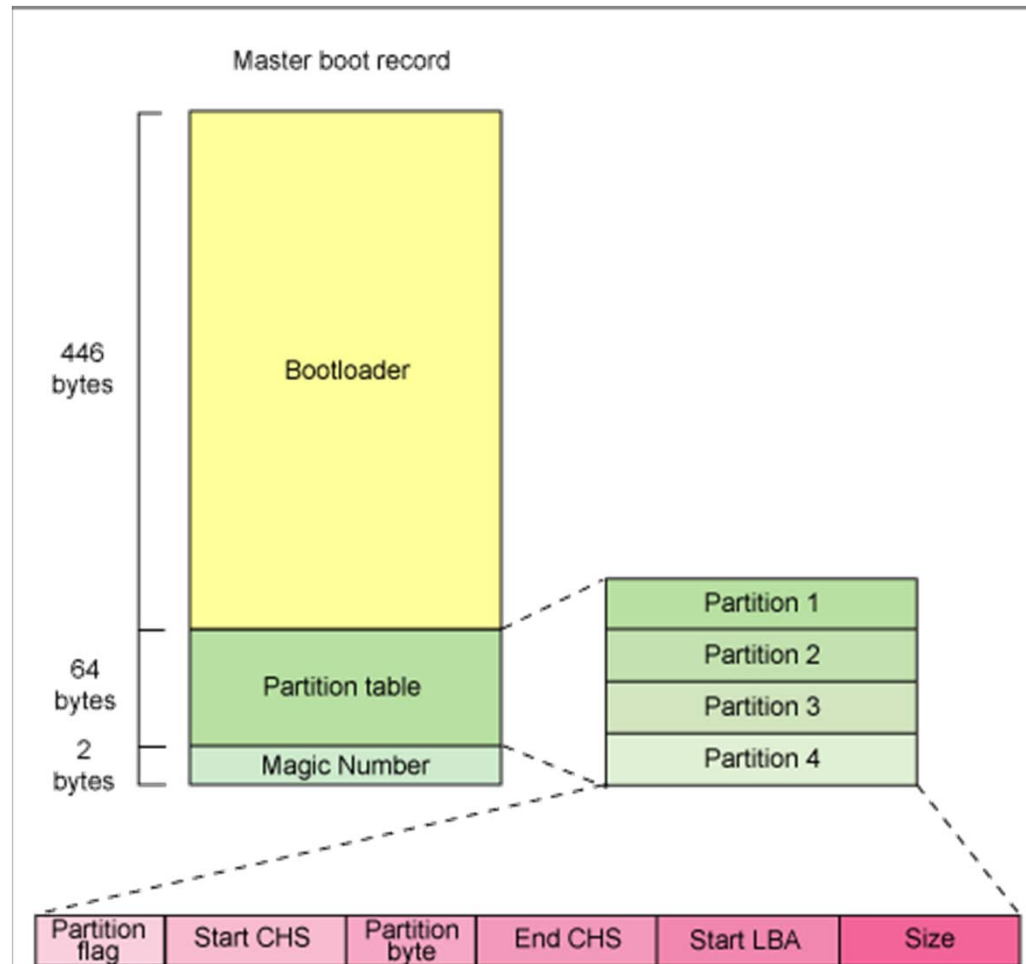 Master boot record
446
bytes
Bootloader
Partition 1
Partition 2
64
bytes
Partition table
Partition 3
2
bytes
Magic Number
Partition 4
Partition
flag
Start CHS
Partition
byte
End CHS
Start LBA
Size